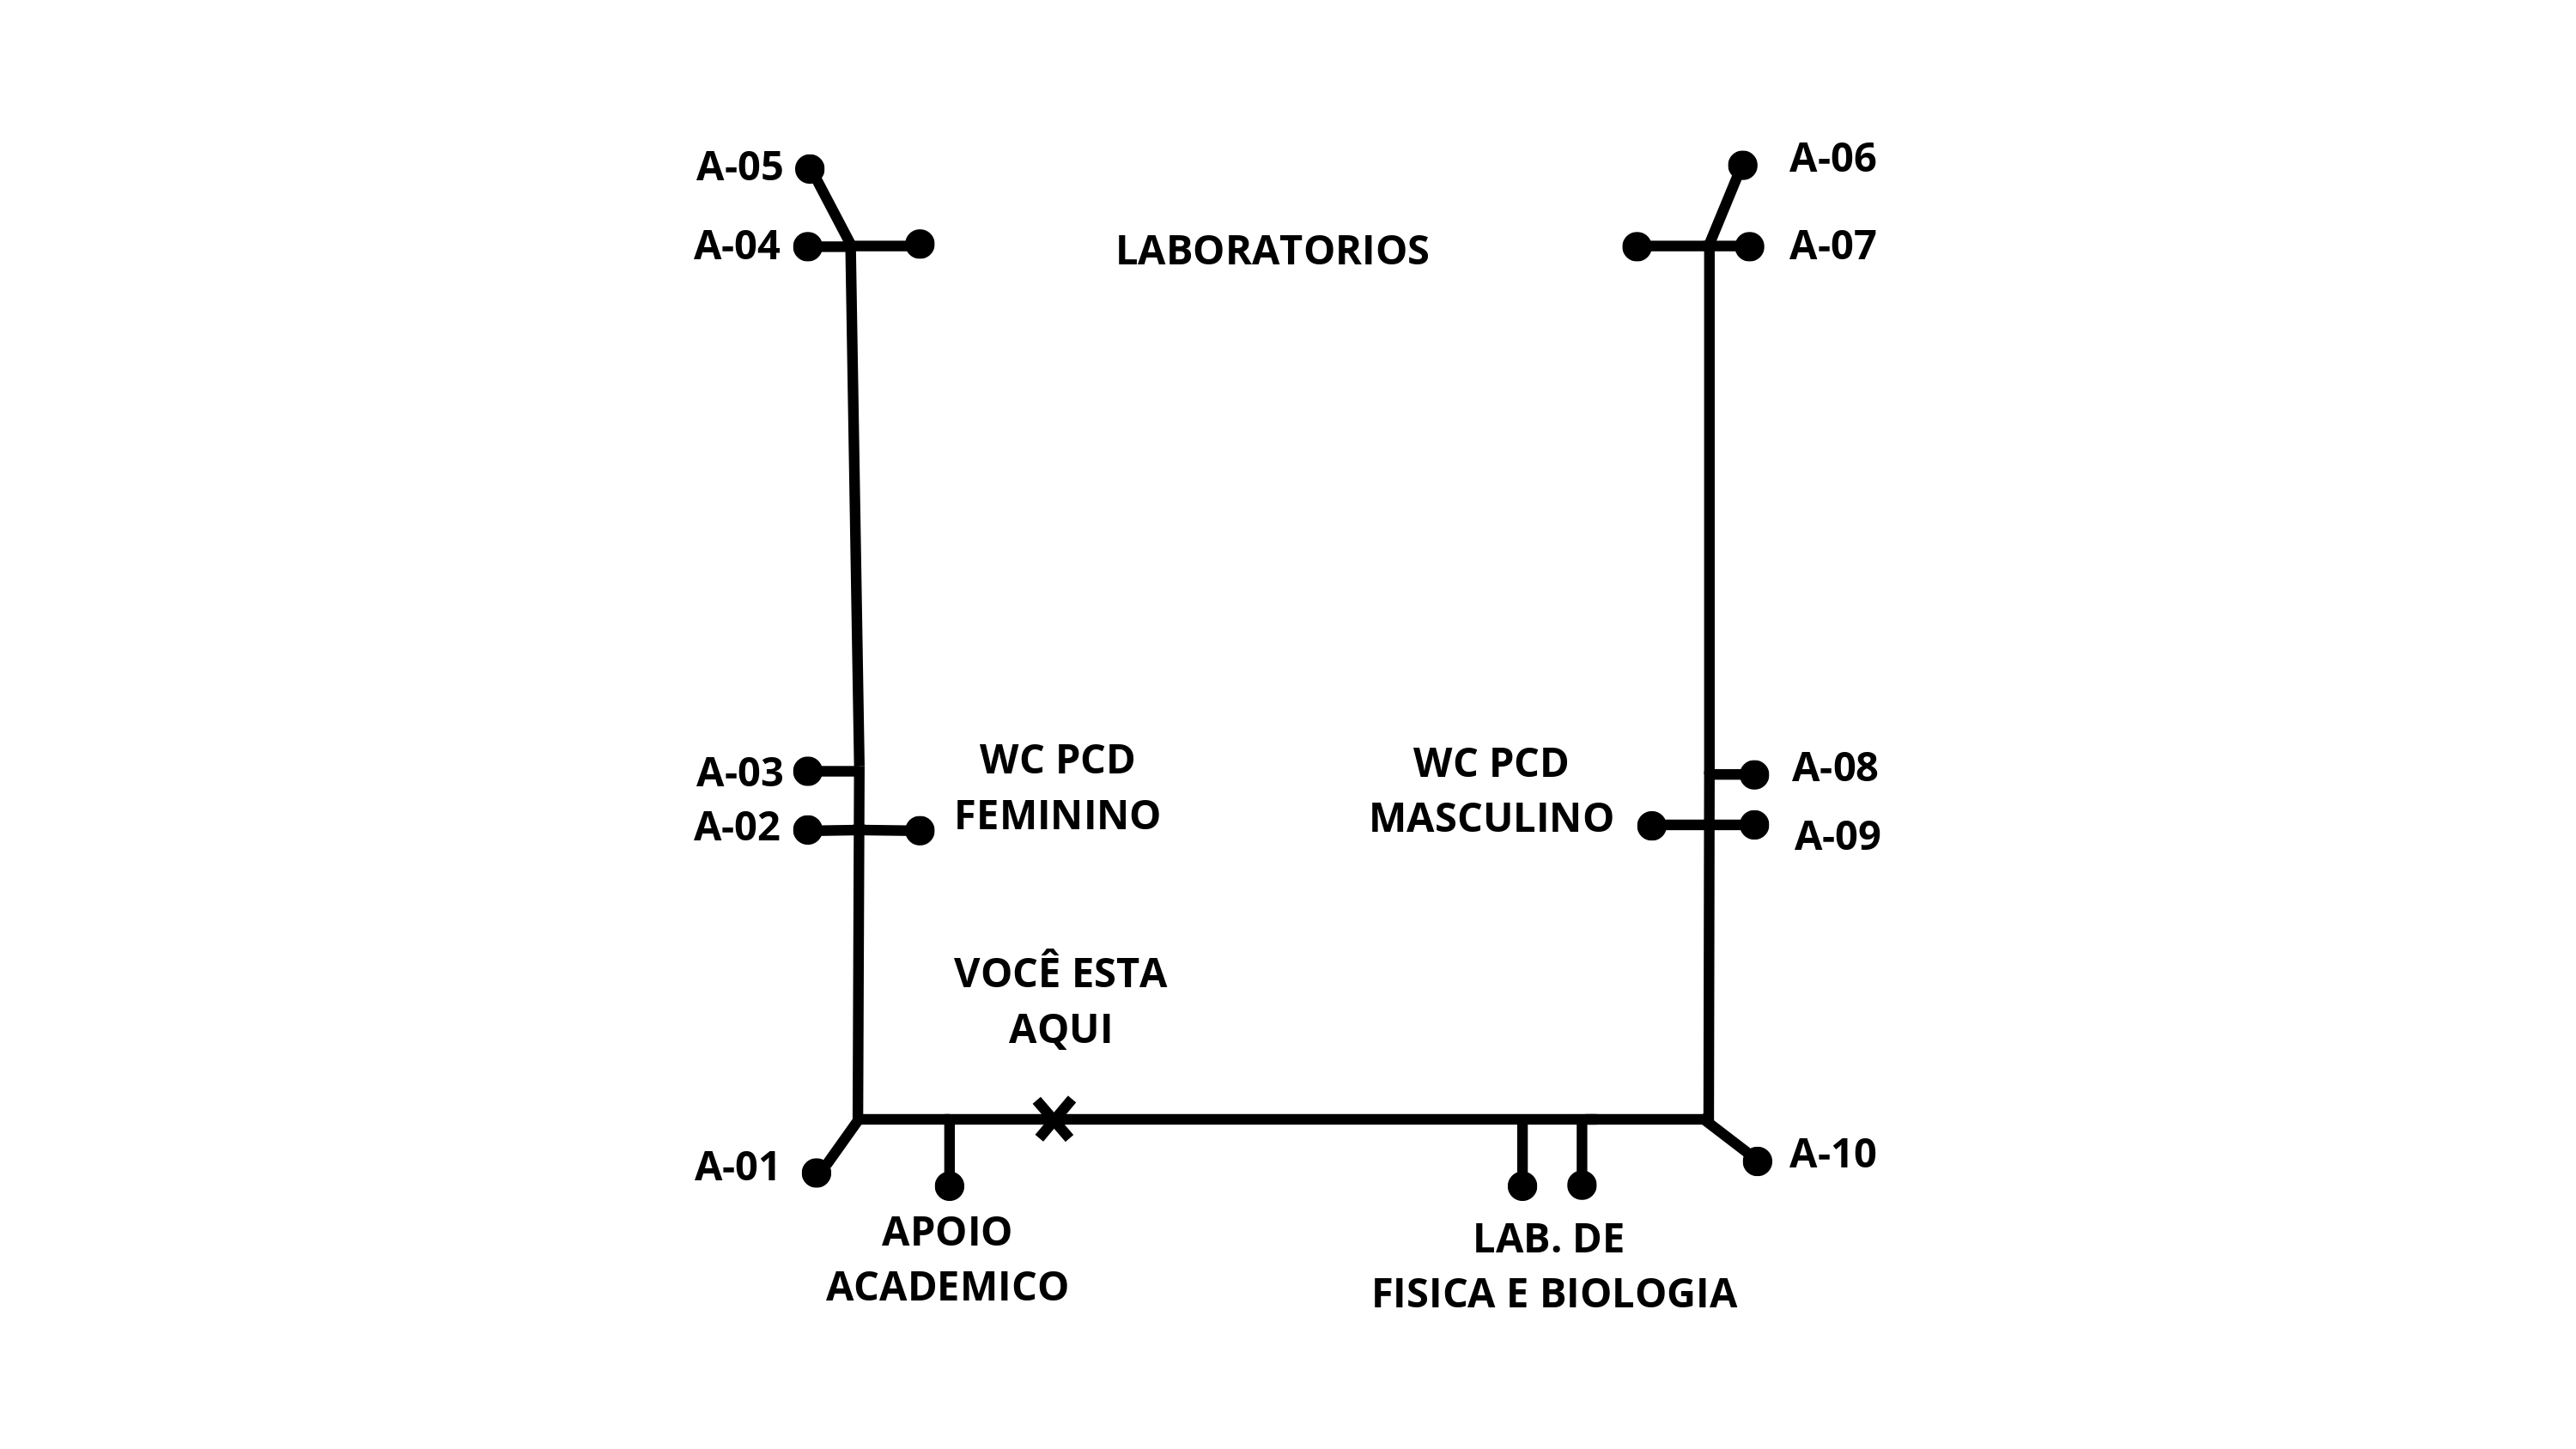 A-05
A-06
A-04
LABORATORIOS
A-07
A-03
WC PCD
FEMININO
WC PCD
MASCULINO
A-08
A-02
A-09
VOCÊ ESTA
AQUI
A-01
A-10
APOIO
ACADEMICO
LAB. DE
FISICA E BIOLOGIA